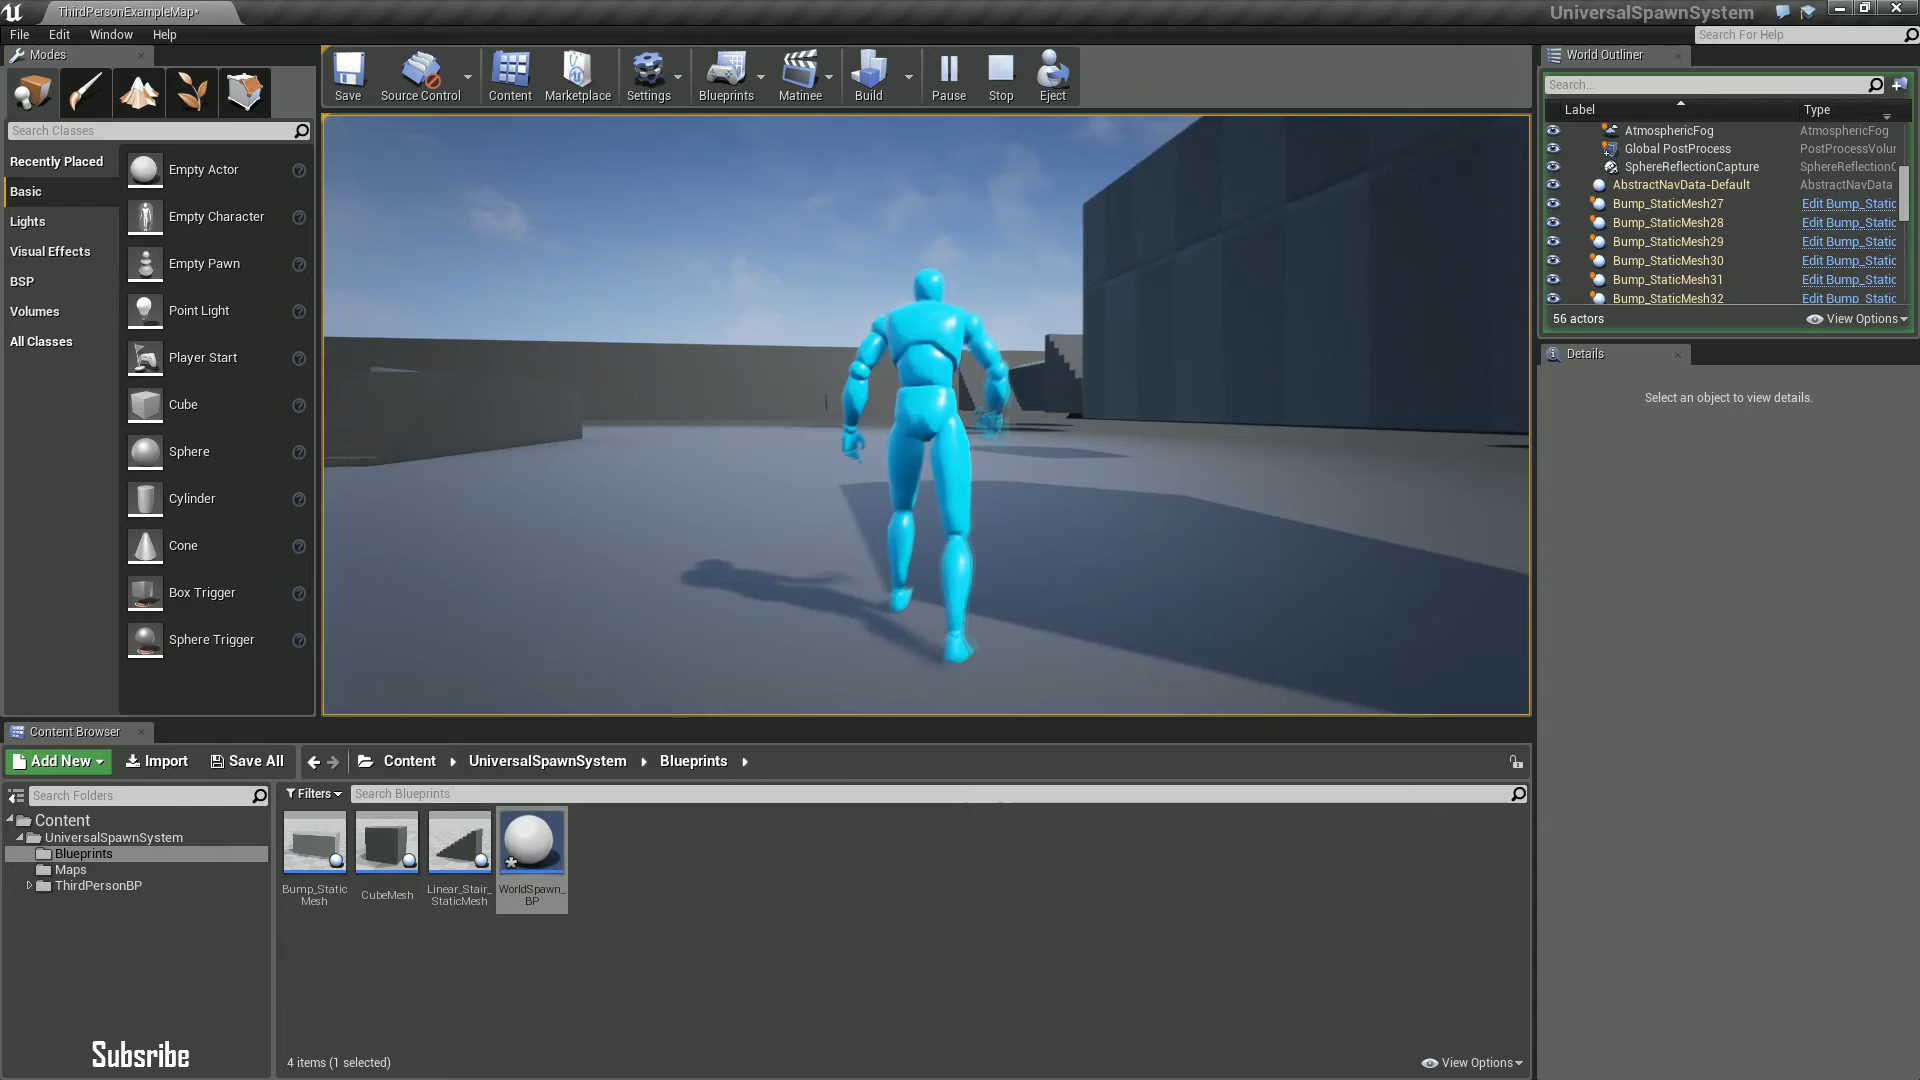 ThirdPersonExampleMap*
UniversalSpawnSystem
File Edit Window Help
Search For Help
Modes
World Outliner
Save
Source Control
Content
Marketplace
Settings
Blueprints
Matinee
Build
Pause
Stop
Eject
Search Classes
Recently Placed
Basic
Lights
Visual Effects
BSP
Volumes
All Classes
Empty Actor
Empty Character
Empty Pawn
Point Light
Player Start
Cube
Sphere
Cylinder
Cone
Box Trigger
Sphere Trigger
Search...
Label Type
AtmosphericFog AtmosphericFog
Global PostProcess PostProcessVolur
SphereReflectionCapture SphereReflectionC
AbstractNavData-Default AbstractNavData
Bump_StaticMesh27 Edit Bump_Static
Bump_StaticMesh28 Edit Bump_Static
Bump_StaticMesh29 Edit Bump_Static
Bump_StaticMesh30 Edit Bump_Static
Bump_StaticMesh31 Edit Bump_Static
Bump_StaticMesh32 Edit Bump_Static
56 actors View Options
Details
Select an object to view details.
Content Browser
Add New Import Save All Content UniversalSpawnSystem Blueprints
Search Folders
Filters Search Blueprints
Content
UniversalSpawnSystem
Blueprints
Maps
ThirdPersonBP
Bump_Static
Mesh
CubeMesh
Linear_Stair_
StaticMesh
WorldSpawn_
BP
Subsribe
4 items (1 selected)
View Options